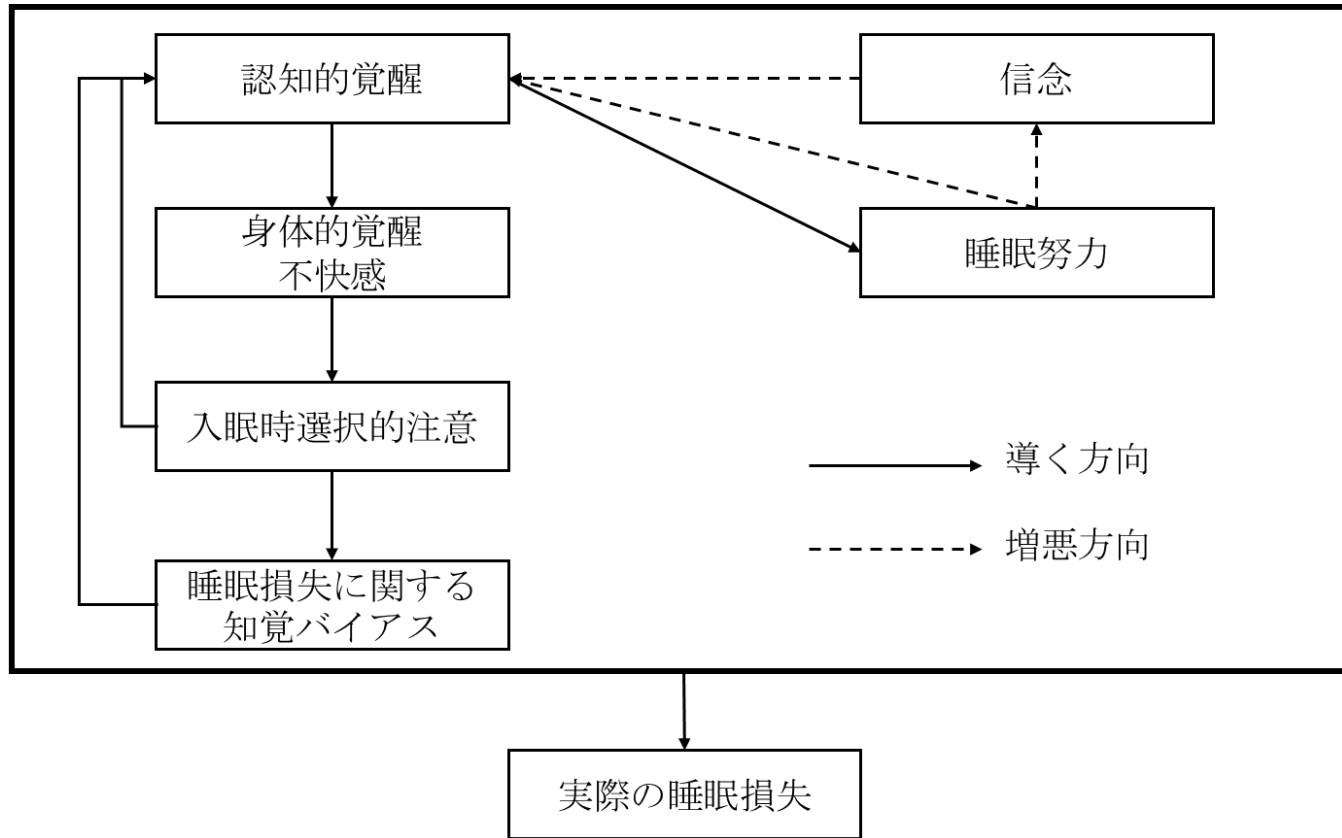 認知的覚醒
信念
身体的覚醒
不快感
睡眠努力
入眠時選択的注意
導く方向
増悪方向
睡眠損失に関する
知覚バイアス
実際の睡眠損失